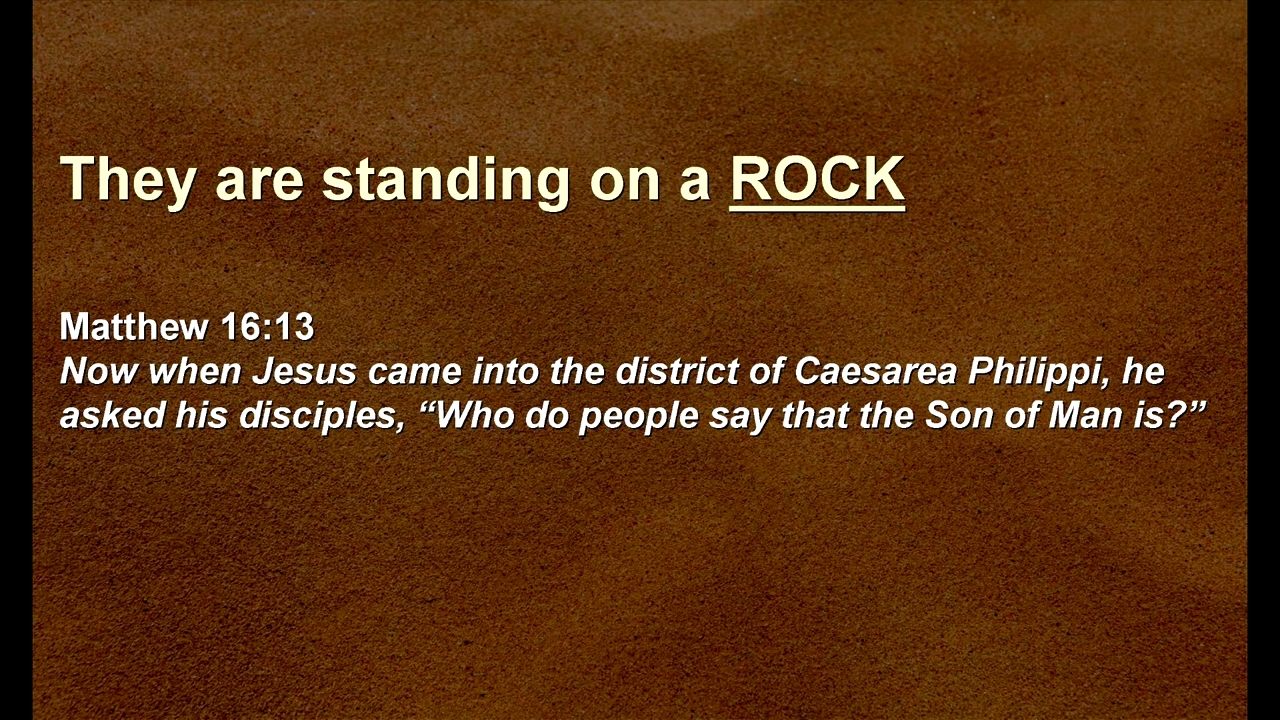 They are standing on a ROCK
Matthew 16:13
Now when Jesus came into the district of Caesarea Philippi, he
asked his disciples, “Who do people say that the Son of Man is?”